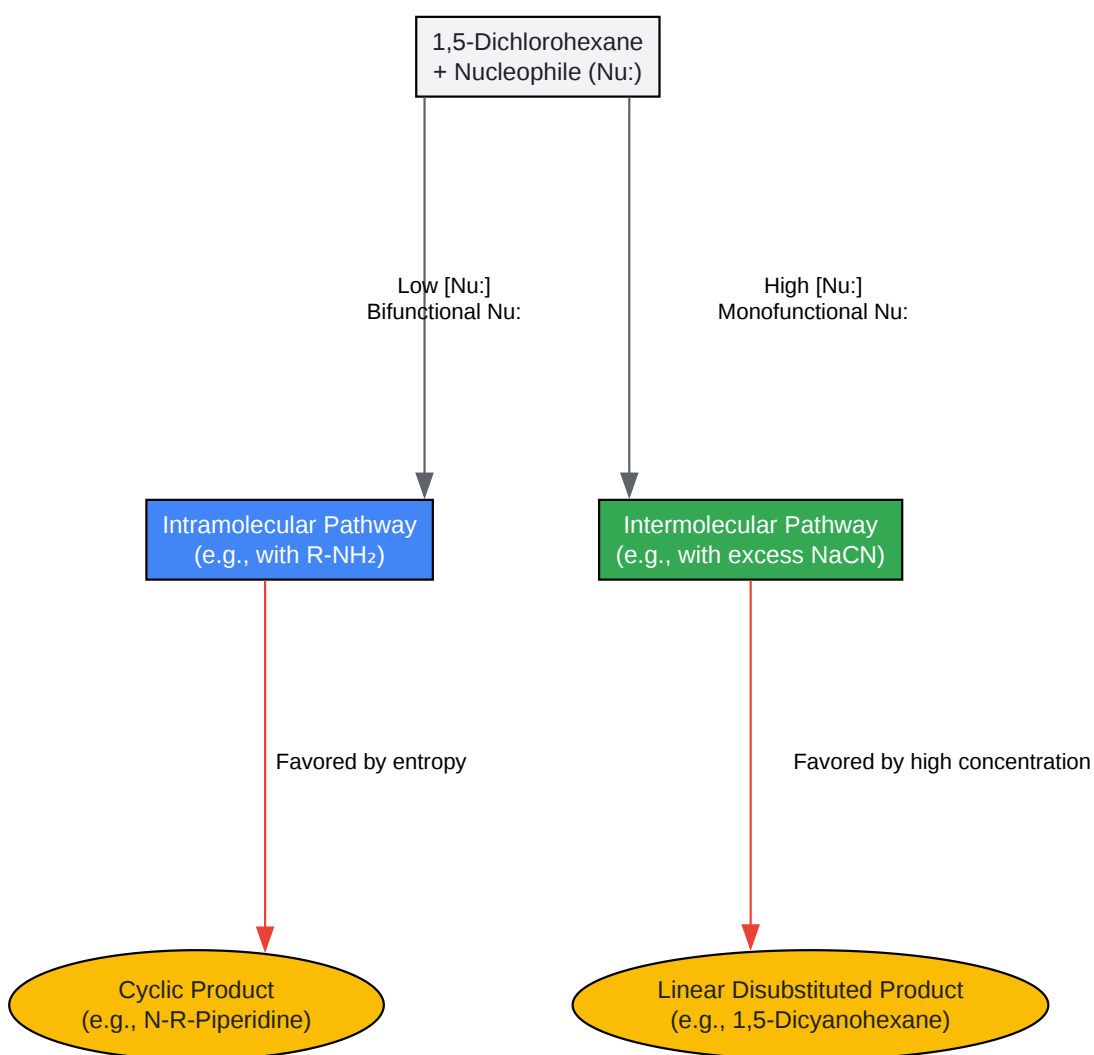 1,5-Dichlorohexane
+ Nucleophile (Nu:)
Low [Nu:]
Bifunctional Nu:
High [Nu:]
Monofunctional Nu:
Intramolecular Pathway
(e.g., with R-NH₂)
Intermolecular Pathway
(e.g., with excess NaCN)
Favored by entropy
Favored by high concentration
Cyclic Product
(e.g., N-R-Piperidine)
Linear Disubstituted Product
(e.g., 1,5-Dicyanohexane)